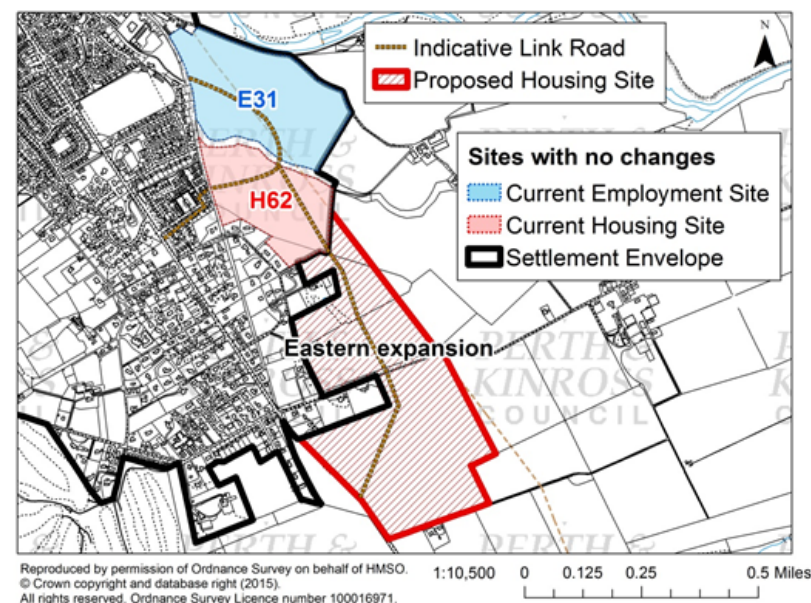 Indicative Link Road
Proposed Housing Site
N
E31
Sites with no changes
Current Employment Site
Current Housing Site
Settlement Envelope
H62
Eastern expansion
PERTH &
KINROSS
COUNCIL
PERTH &
KINROSS
COUNCIL
Reproduced by permission of Ordnance Survey on behalf of HMSO.
© Crown copyright and database right (2015).
All rights reserved. Ordnance Survey Licence number 100016971.
1:10,500
0 0.125 0.25 0.5 Miles